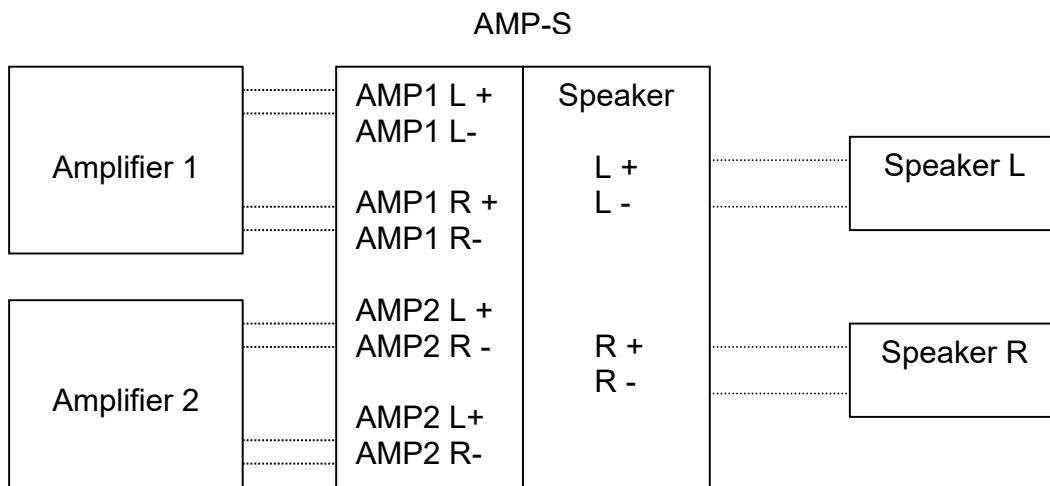 AMP-S
Amplifier 1
Amplifier 2
AMP1 L +
AMP1 L-
AMP1 R +
AMP1 R-
AMP2 L +
AMP2 R -
AMP2 L+
AMP2 R-
Speaker
L +
L -
R +
R -
Speaker L
Speaker R